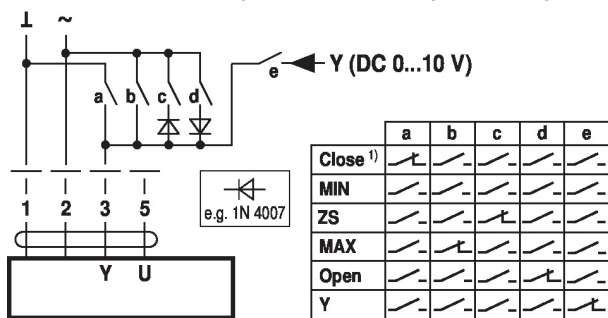 ⊥ ~
a b c d e Y (DC 0...10 V)
1 2 3 5
Y U
e.g. 1N 4007
a b c d e
Close 1)
MIN
ZS
MAX
Open
Y